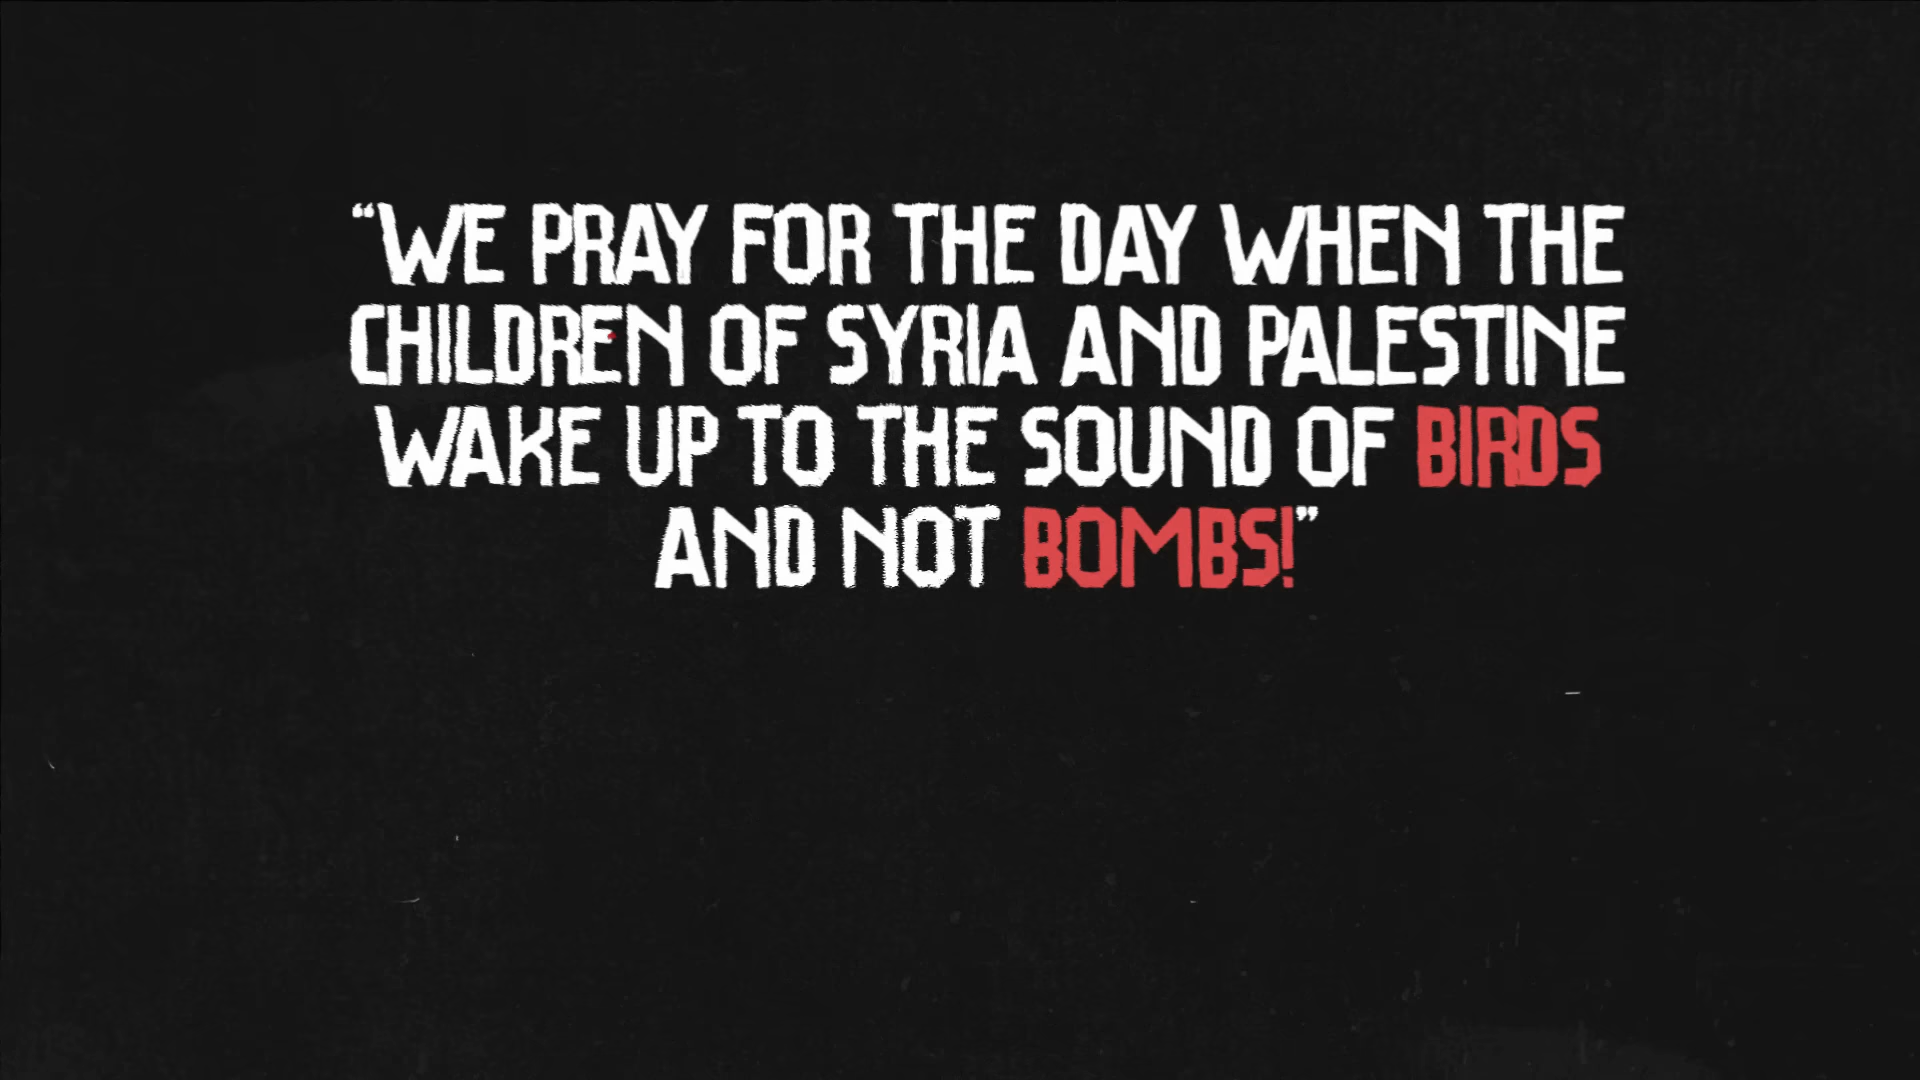 “WE PRAY FOR THE DAY WHEN THE
CHILDREN OF SYRIA AND PALESTINE
WAKE UP TO THE SOUND OF BIRDS
AND NOT BOMBS!”